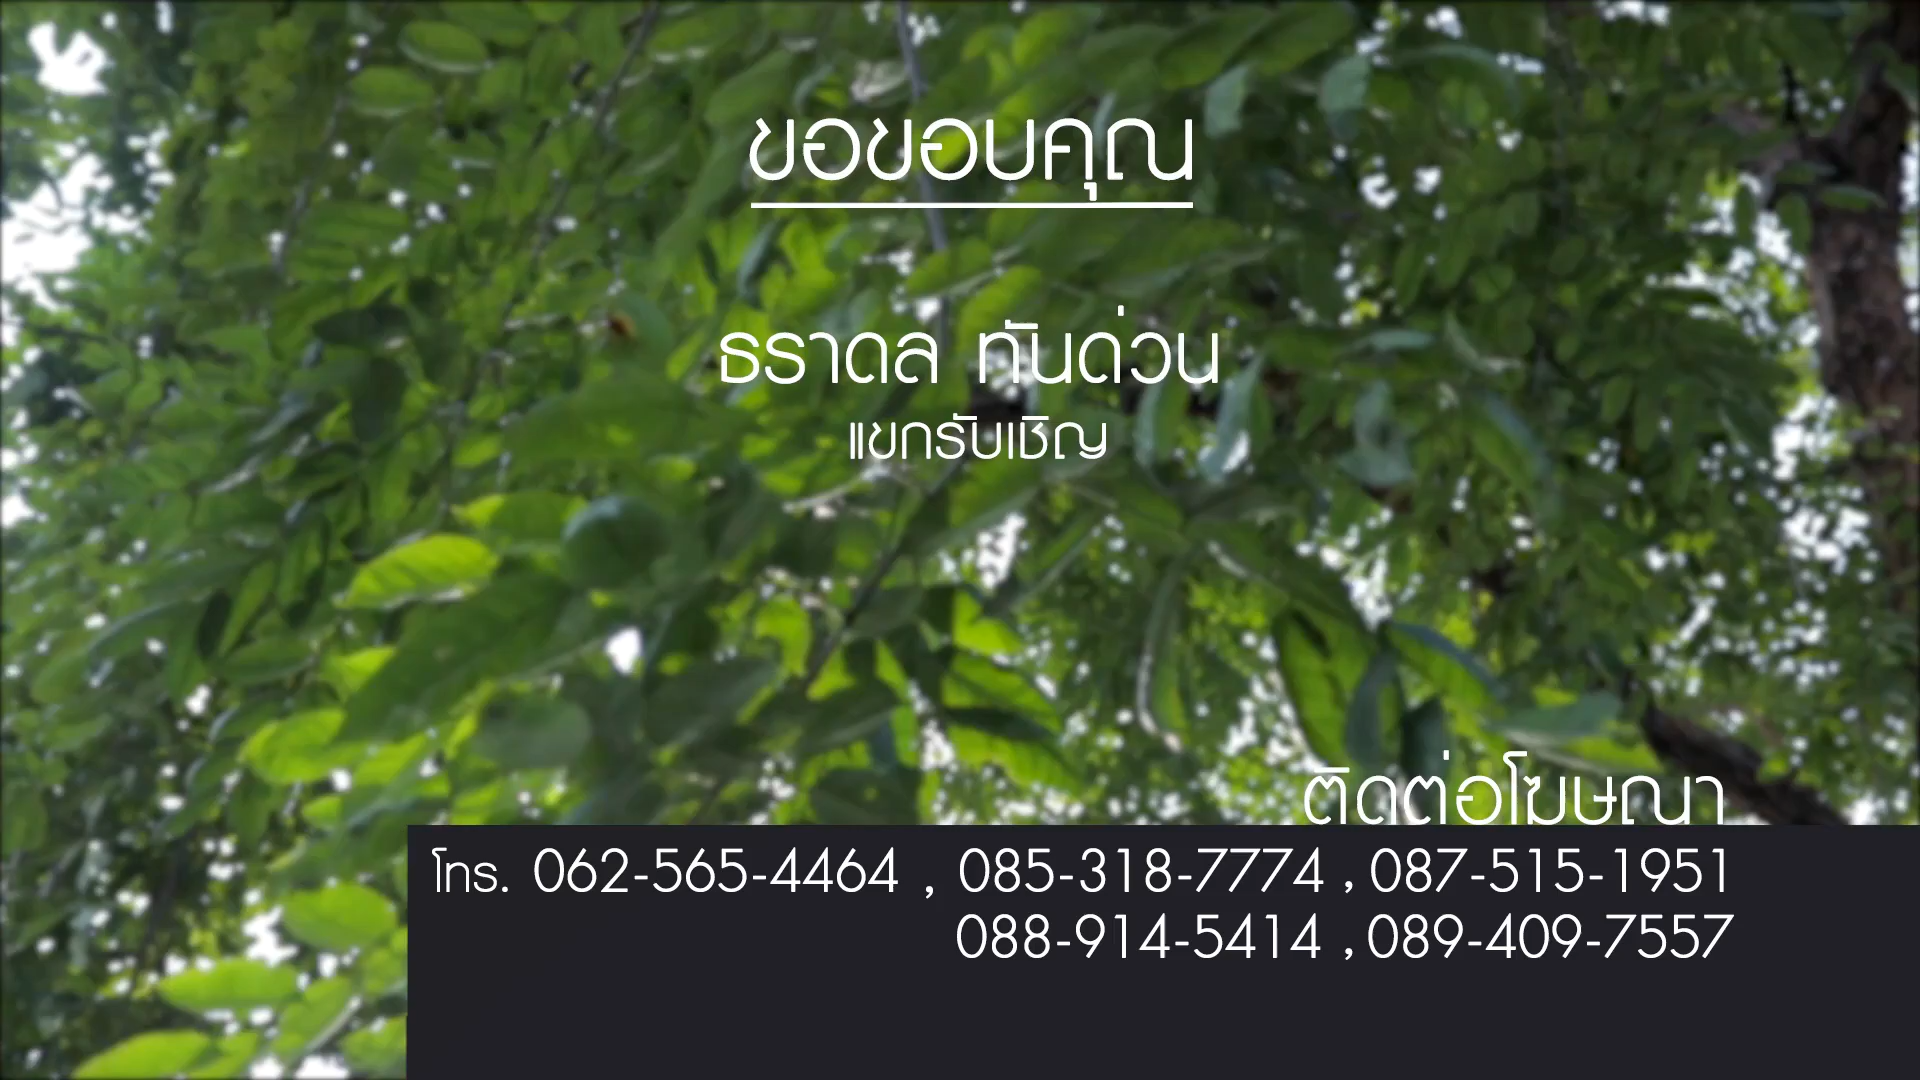 ขอขอบคุณ
ธราดล ทันด่วน
แขกรับเชิญ
ติดต่อโฆษณา
โทร. 062-565-4464 , 085-318-7774 , 087-515-1951
088-914-5414 , 089-409-7557